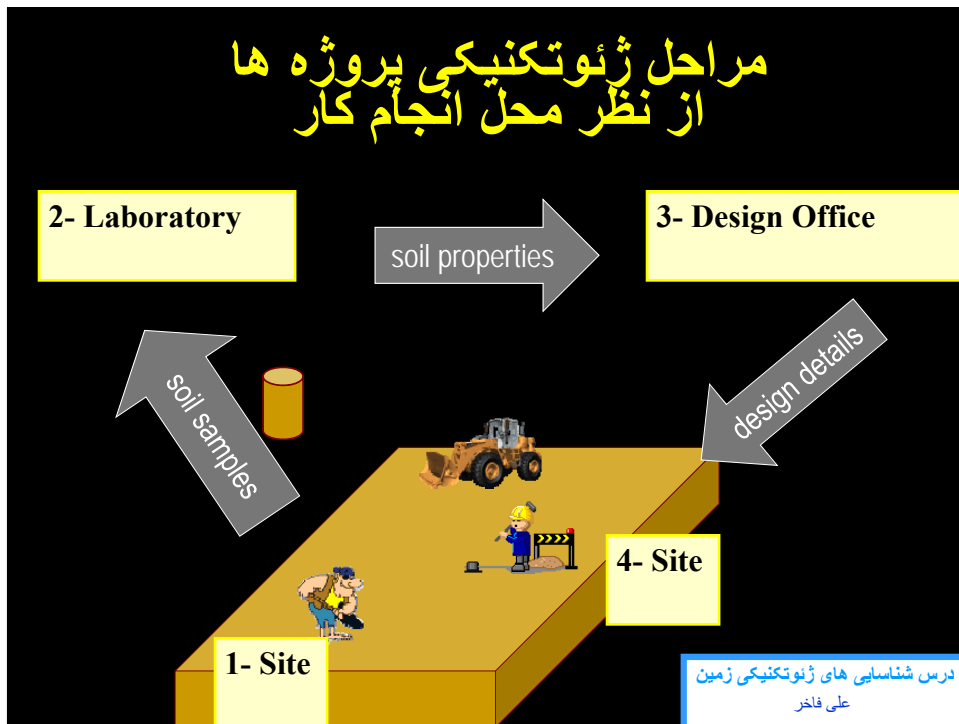 مراحل ژئوتکنیکی پروژه ها
از نظر محل انجام کار
2- Laboratory
soil properties
3- Design Office
soil samples
design details
4- Site
1- Site
درس شناسایی های ژئوتکنیکی زمین
علی فاخر